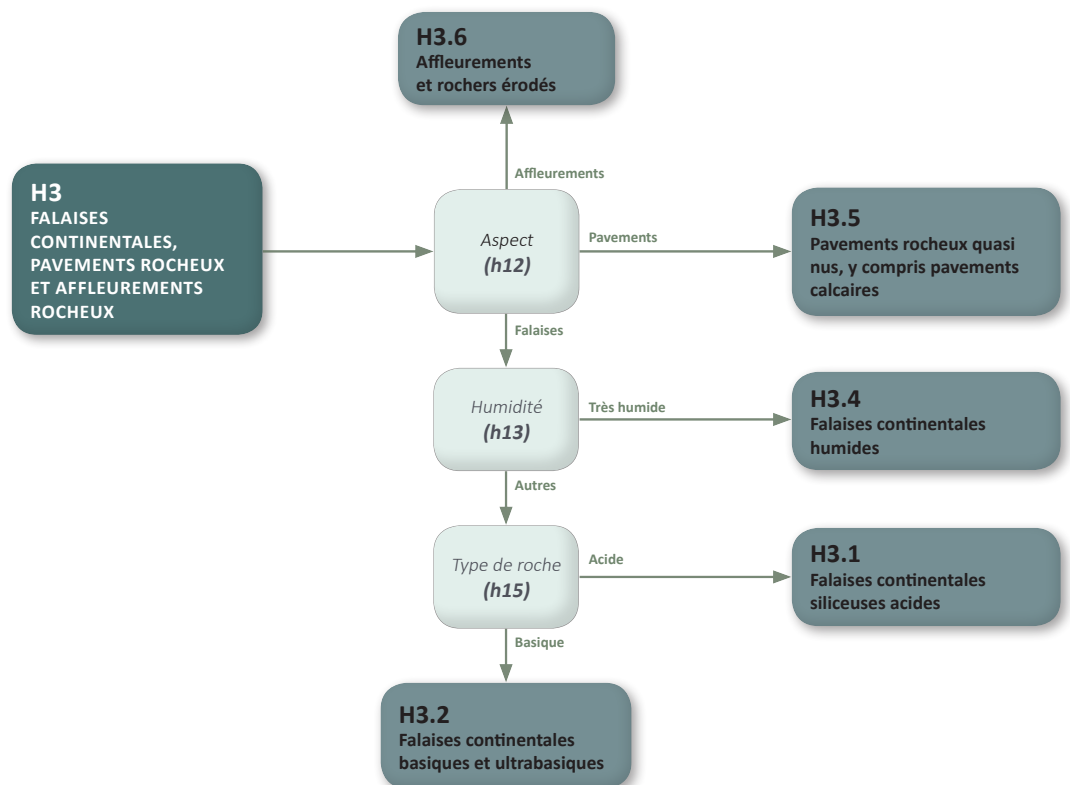 H3.6
Affleurements
et rochers érodés
Affleurements
H3
FALAISES
CONTINENTALES,
PAVEMENTS ROCHEUX
ET AFFLEUREMENTS
ROCHEUX
Aspect
(h12)
Pavements
H3.5
Pavements rocheux quasi
nus, y compris pavements
calcaires
Falaises
Humidité
(h13)
Très humide
H3.4
Falaises continentales
humides
Autres
Type de roche
(h15)
Acide
H3.1
Falaises continentales
siliceuses acides
Basique
H3.2
Falaises continentales
basiques et ultrabasiques